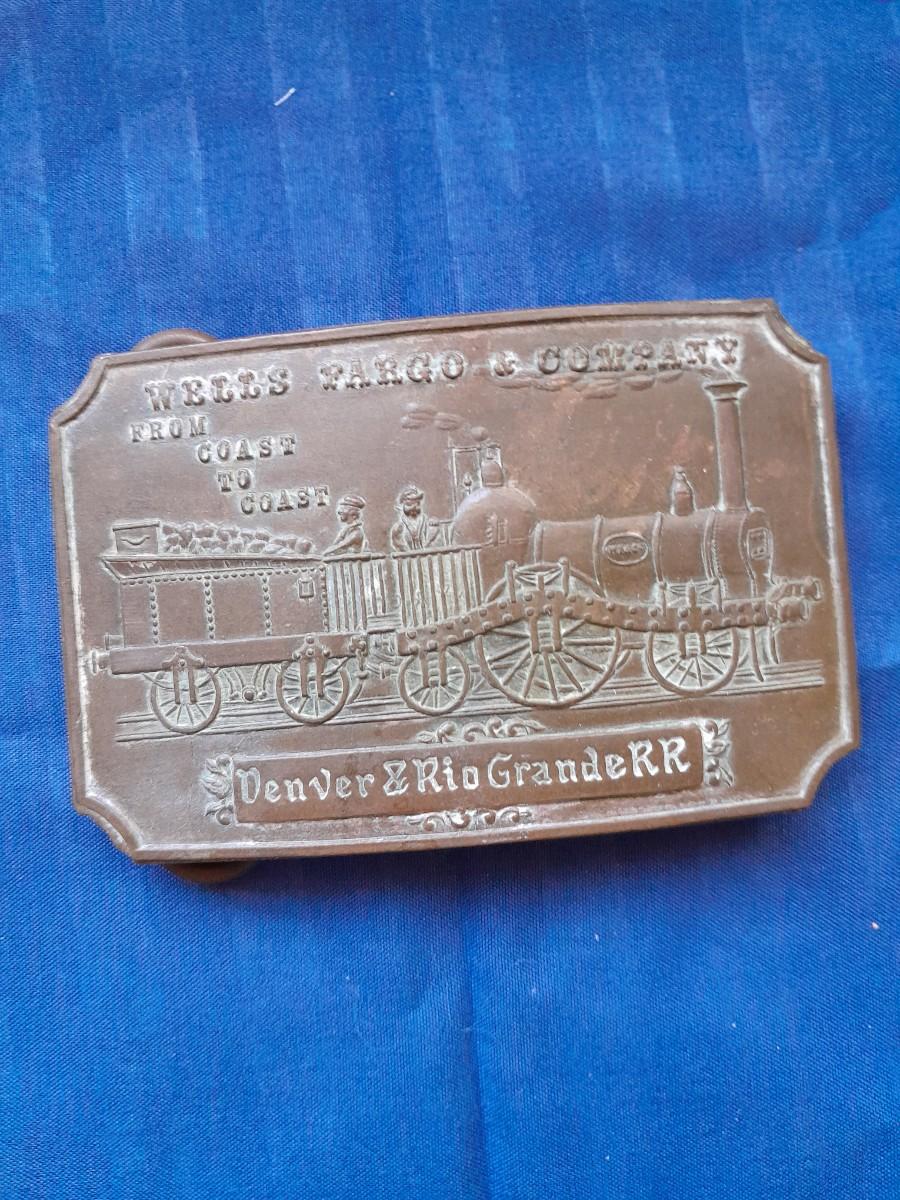 WELLS FARGO & COMPANY
FROM
COAST
TO
COAST
Denver & Rio Grande RR